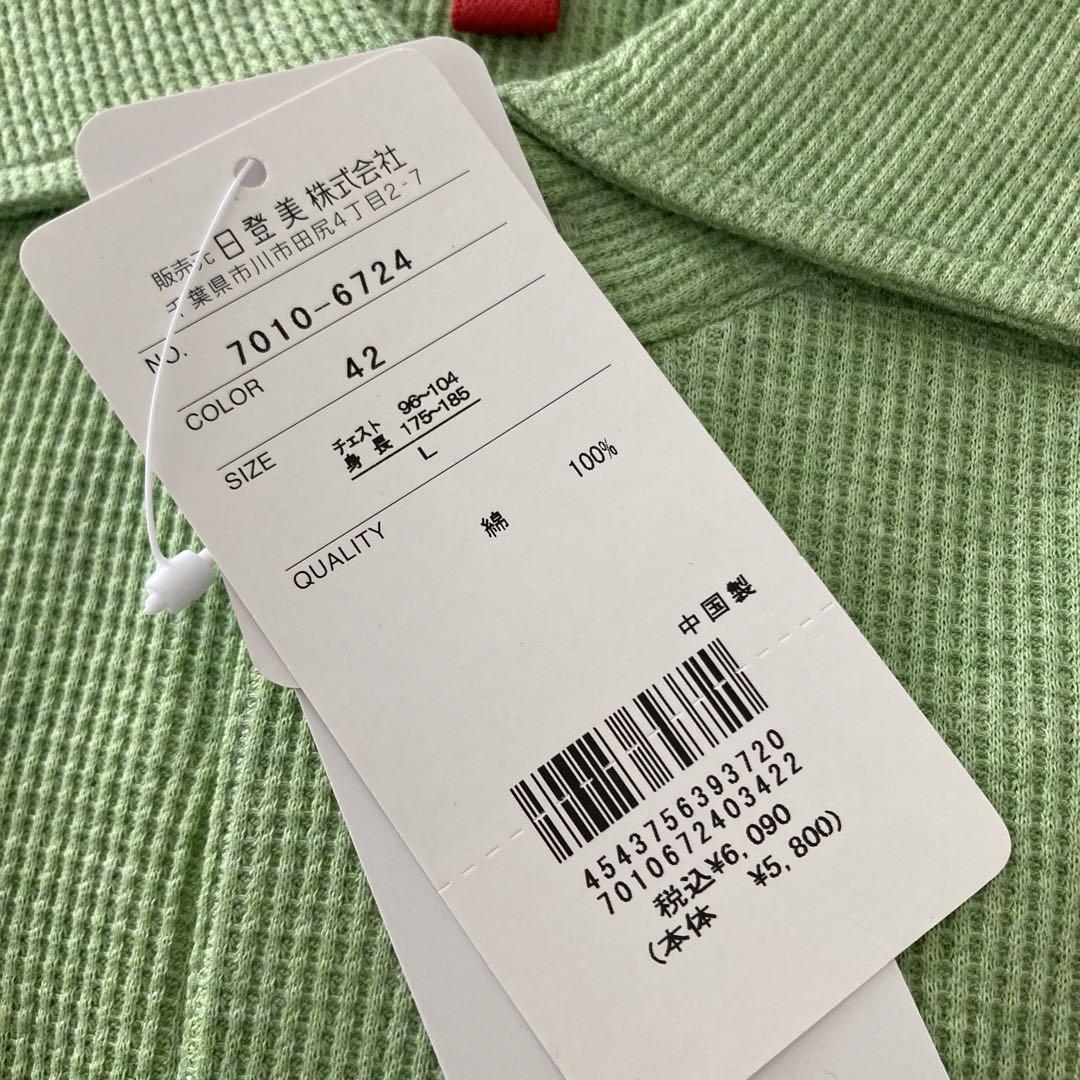 販売元 日登美株式会社
千葉県市川市田尻4丁目2-7
NO. 7010-6724
COLOR 42
SIZE チェスト 96~104
身長 175~185
L
QUALITY 綿 100%
中国製
4543756393720
7010672403422
税込¥6,090
(本体 ¥5,800))